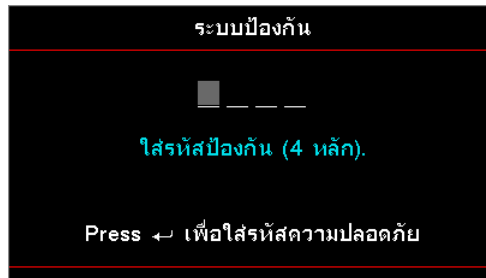 ระบบป้องกัน
_ _ _ _
ใส่รหัสป้องกัน (4 หลัก).
Press ↵ เพื่อใส่รหัสความปลอดภัย